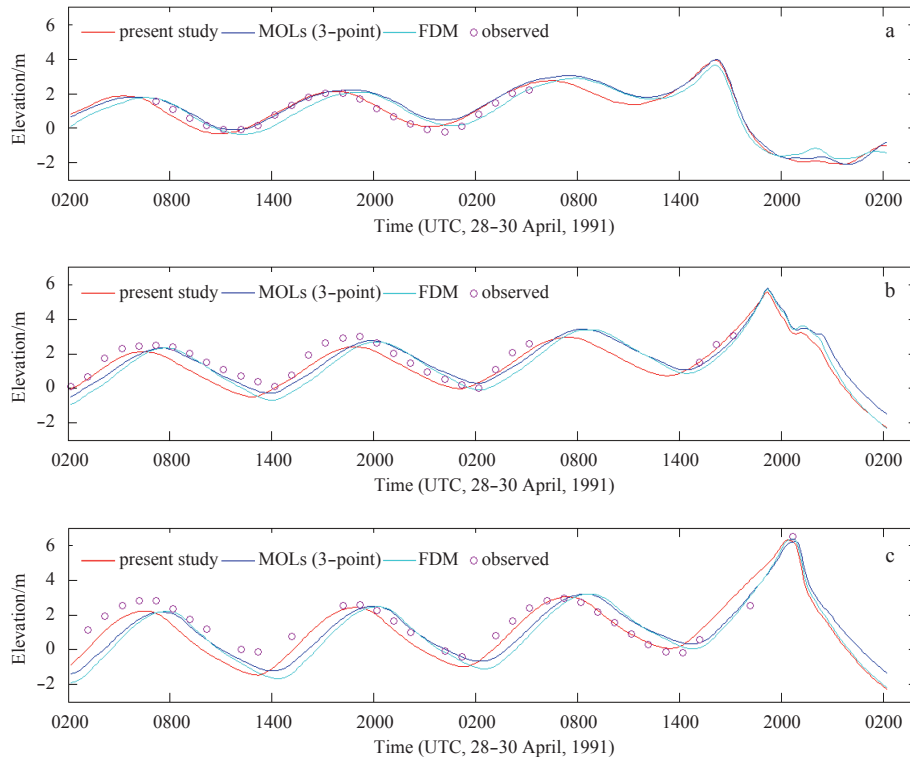 present study MOLs (3-point) FDM observed a
6
4
2
0
−2
Elevation/m
0200 0800 1400 2000 0200 0800 1400 2000 0200
Time (UTC, 28−30 April, 1991)
present study MOLs (3-point) FDM observed b
6
4
2
0
−2
Elevation/m
0200 0800 1400 2000 0200 0800 1400 2000 0200
Time (UTC, 28−30 April, 1991)
present study MOLs (3-point) FDM observed c
6
4
2
0
−2
Elevation/m
0200 0800 1400 2000 0200 0800 1400 2000 0200
Time (UTC, 28−30 April, 1991)